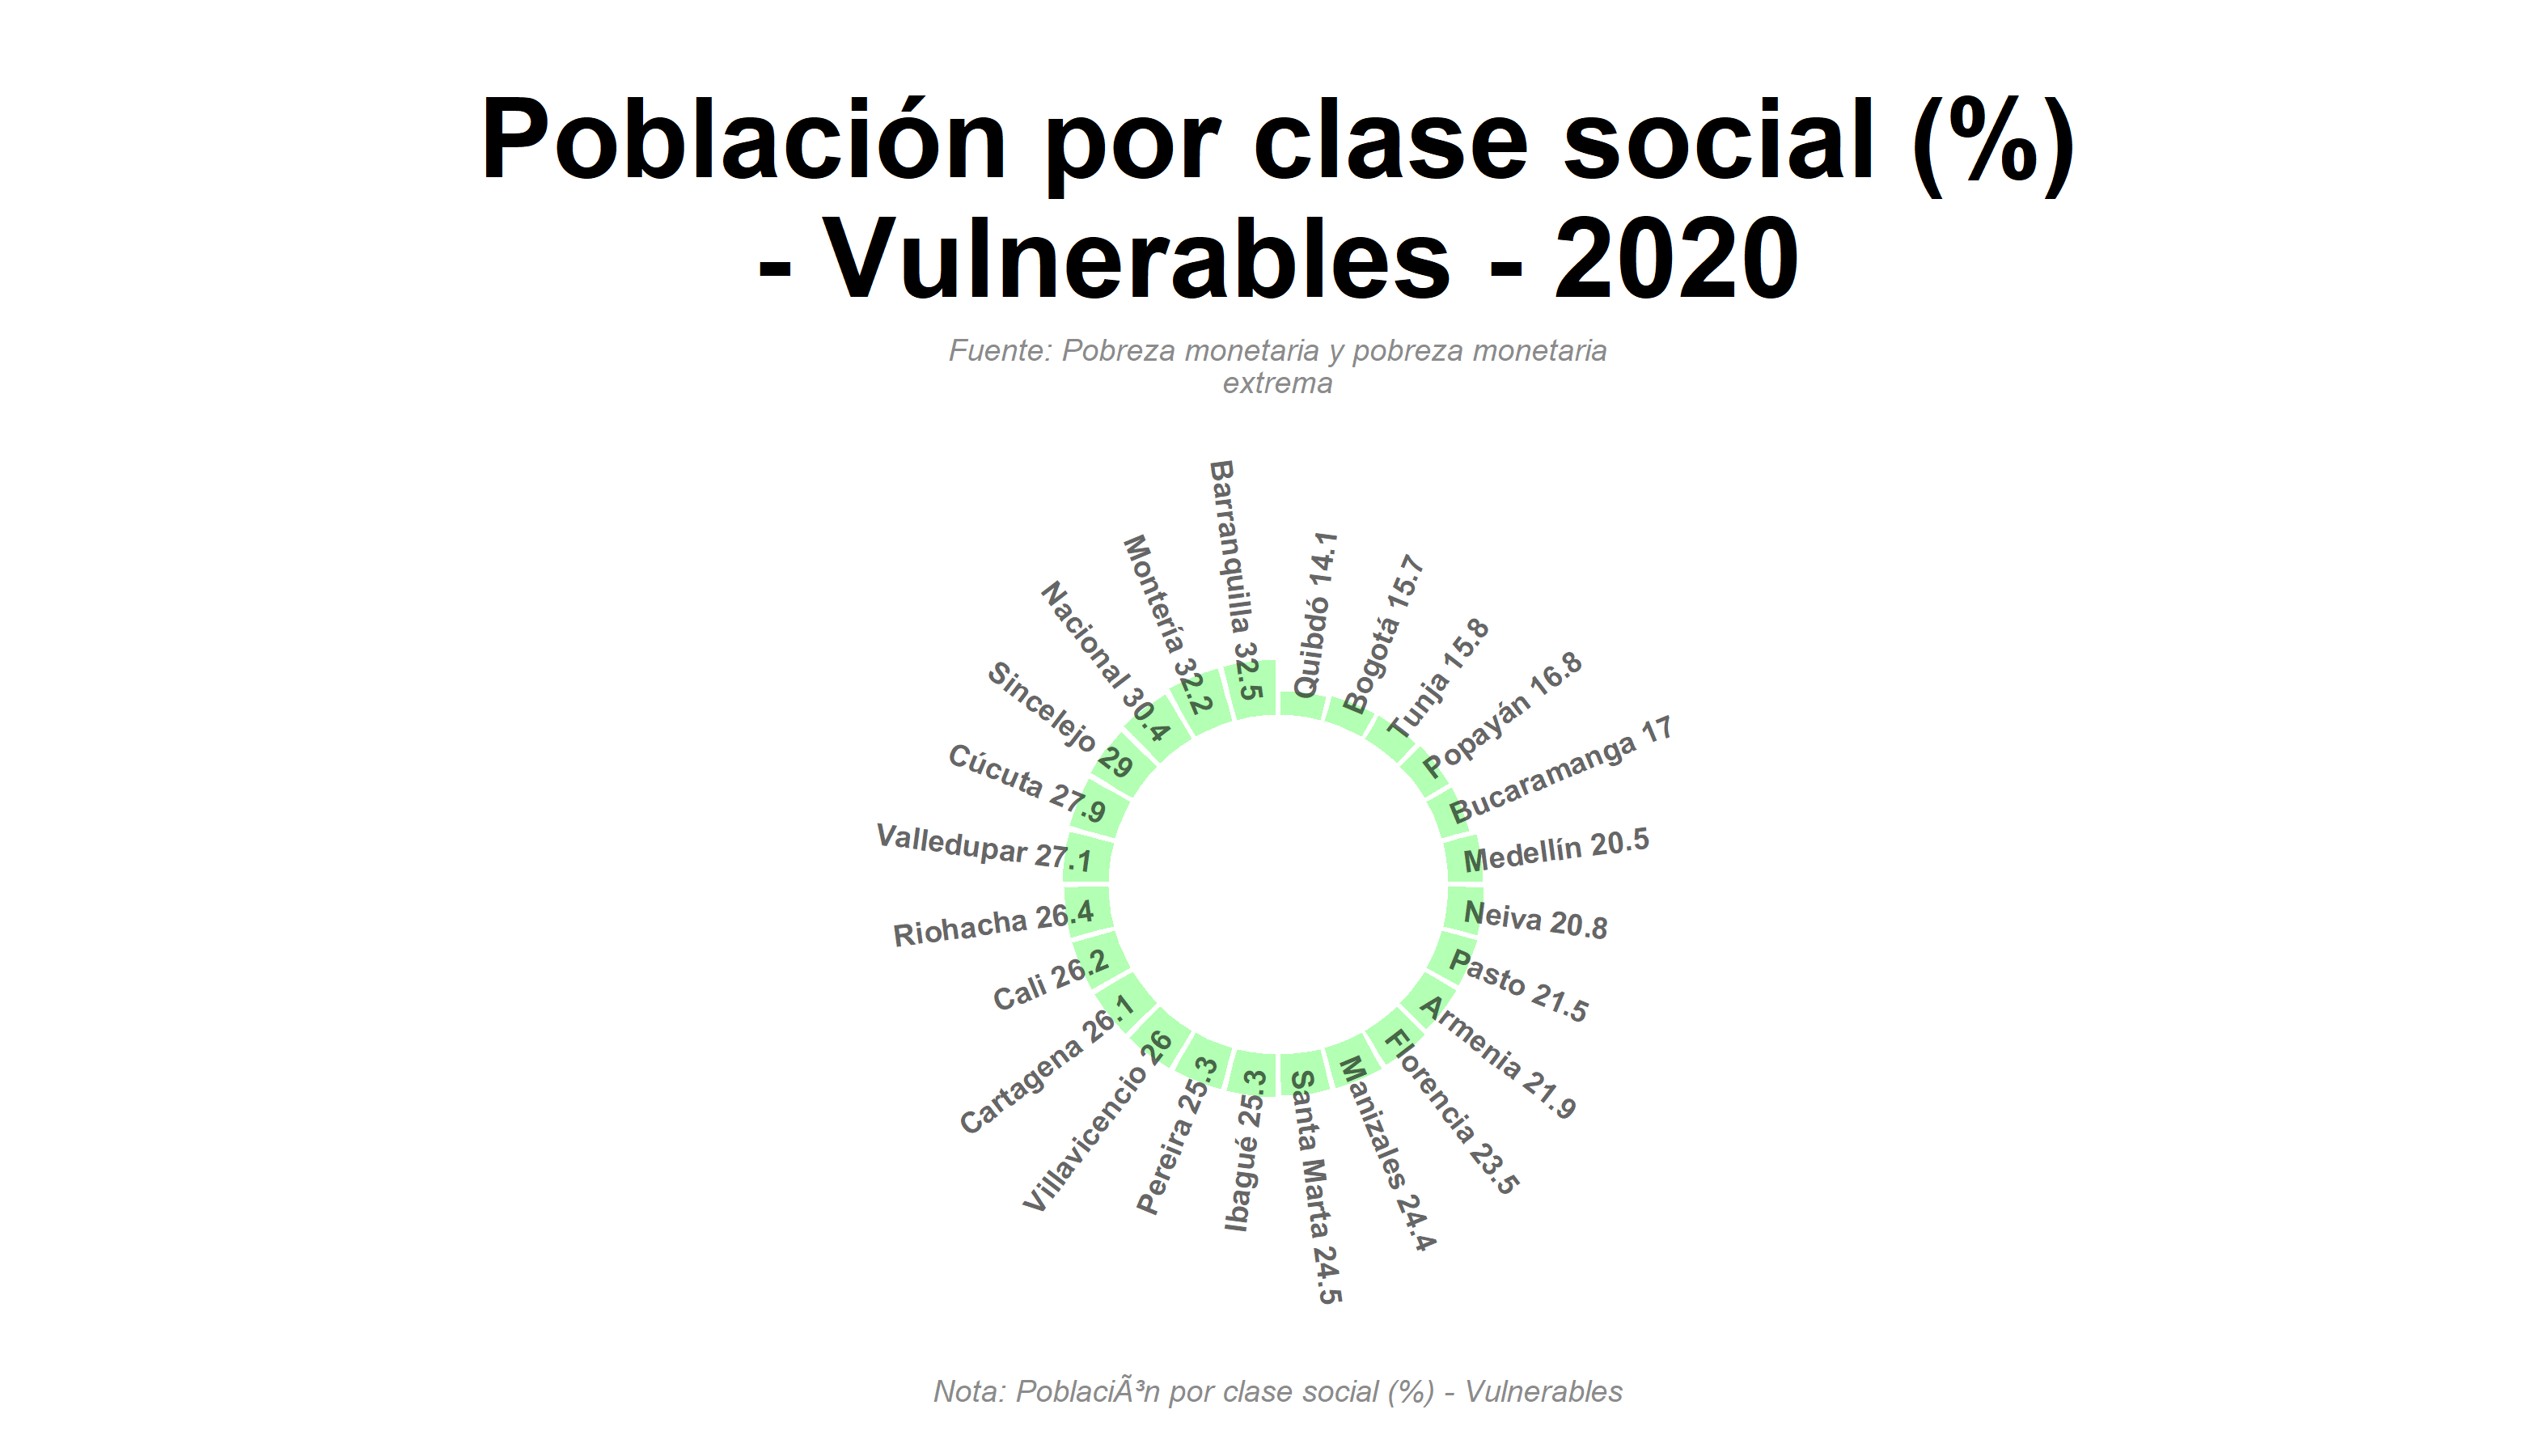 Población por clase social (%)
- Vulnerables - 2020
Fuente: Pobreza monetaria y pobreza monetaria
extrema
Quibdó 14.1
Bogotá 15.7
Tunja 15.8
Popayán 16.8
Bucaramanga 17
Medellín 20.5
Neiva 20.8
Pasto 21.5
Armenia 21.9
Florencia 23.5
Manizales 24.4
Santa Marta 24.5
Ibagué 25.3
Pereira 25.3
Villavicencio 26
Cartagena 26.1
Cali 26.2
Riohacha 26.4
Valledupar 27.1
Cúcuta 27.9
Sincelejo 29
Nacional 30.4
Montería 32.2
Barranquilla 32.5
Nota: PoblaciÃ³n por clase social (%) - Vulnerables